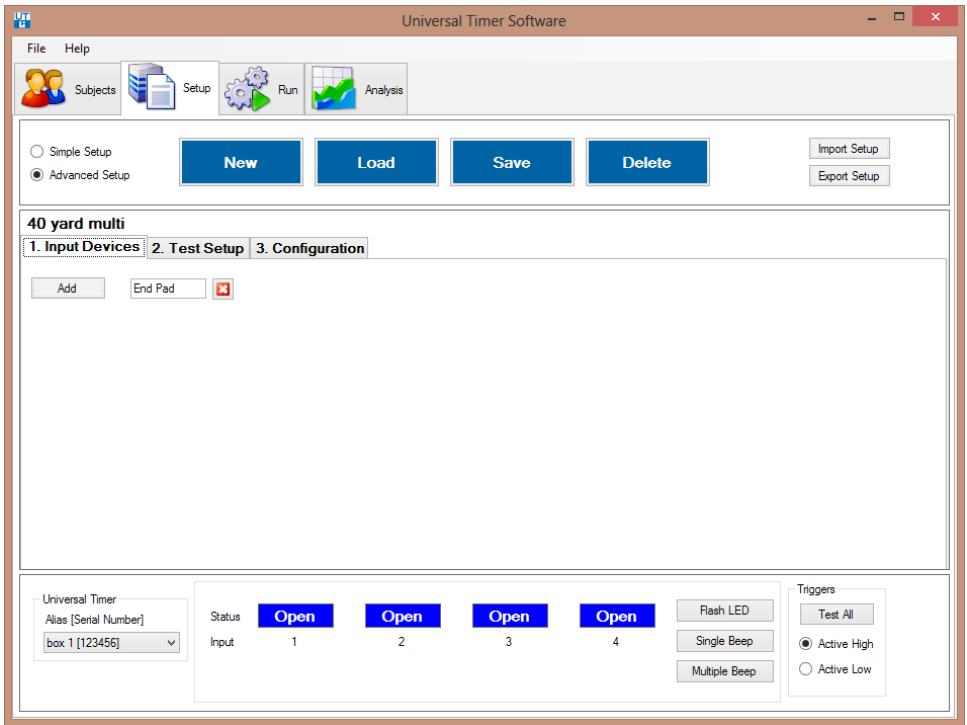 UT
Universal Timer Software
File Help
Subjects Setup Run Analysis
Simple Setup
Advanced Setup
New Load Save Delete
Import Setup
Export Setup
40 yard multi
1. Input Devices 2. Test Setup 3. Configuration
Add End Pad
Universal Timer
Alias [Serial Number]
box 1 [123456]
Status Open Open Open Open
Input 1 2 3 4
Flash LED
Single Beep
Multiple Beep
Triggers
Test All
Active High
Active Low